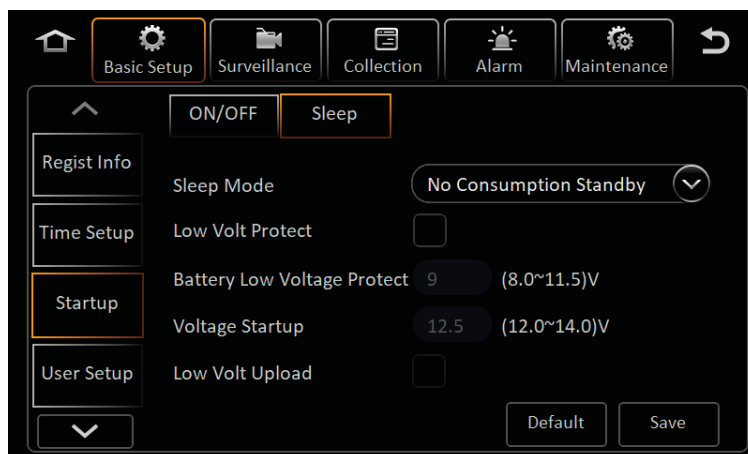 Basic Setup
Surveillance
Collection
Alarm
Maintenance
ON/OFF
Sleep
Regist Info
Time Setup
Startup
User Setup
Sleep Mode
No Consumption Standby
Low Volt Protect
Battery Low Voltage Protect 9 (8.0~11.5)V
Voltage Startup 12.5 (12.0~14.0)V
Low Volt Upload
Default
Save